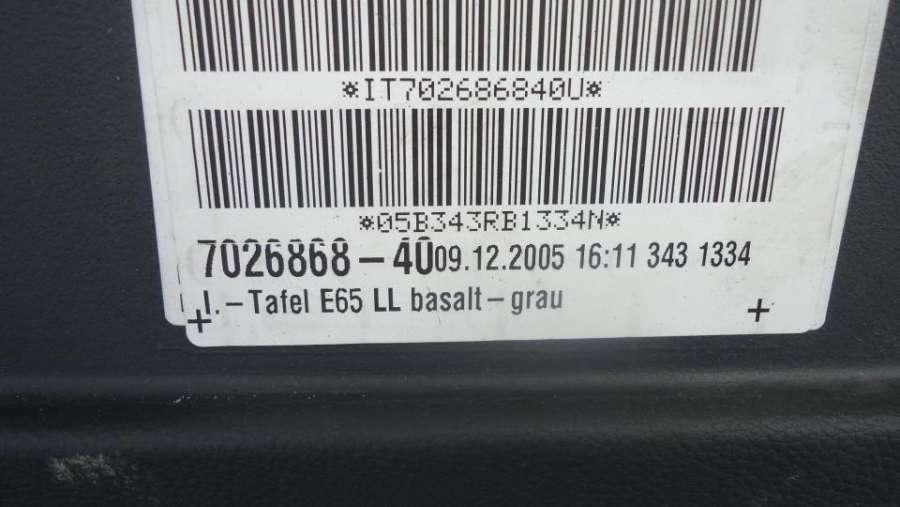 *IT702686840U*
*05B343RB1334N*
7026868-40 09.12.2005 16:11 343 1334
I.-Tafel E65 LL basalt-grau